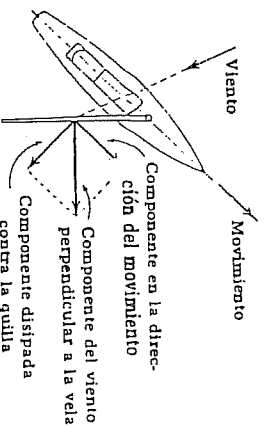 Viento
Movimiento
Componente en la direc-
ción del movimiento
Componente del viento
perpendicular a la vela
Componente disipada
contra la quilla